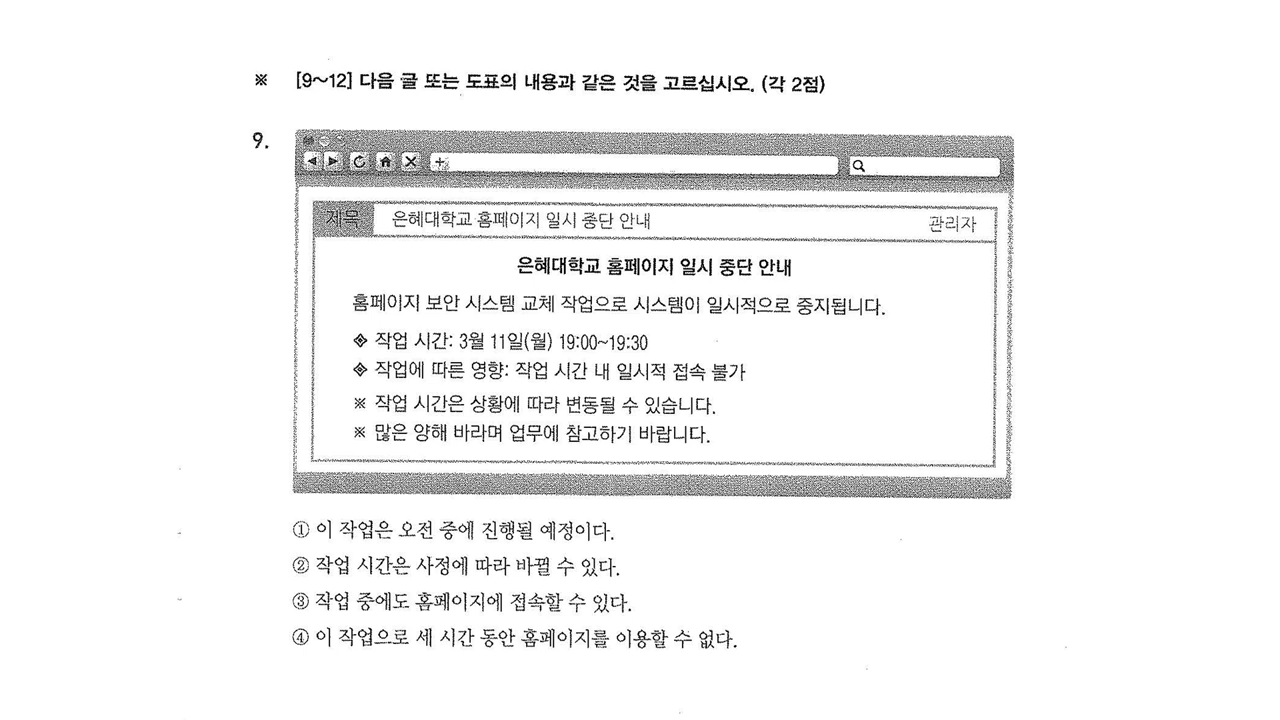 ※ [9~12] 다음 글 또는 도표의 내용과 같은 것을 고르십시오. (각 2점)
9.
제목 은혜대학교 홈페이지 일시 중단 안내 관리자
은혜대학교 홈페이지 일시 중단 안내
홈페이지 보안 시스템 교체 작업으로 시스템이 일시적으로 중지됩니다.
◈ 작업 시간: 3월 11일(월) 19:00~19:30
◈ 작업에 따른 영향: 작업 시간 내 일시적 접속 불가
※ 작업 시간은 상황에 따라 변동될 수 있습니다.
※ 많은 양해 바라며 업무에 참고하기 바랍니다.
① 이 작업은 오전 중에 진행될 예정이다.
② 작업 시간은 사정에 따라 바뀔 수 있다.
③ 작업 중에도 홈페이지에 접속할 수 있다.
④ 이 작업으로 세 시간 동안 홈페이지를 이용할 수 없다.